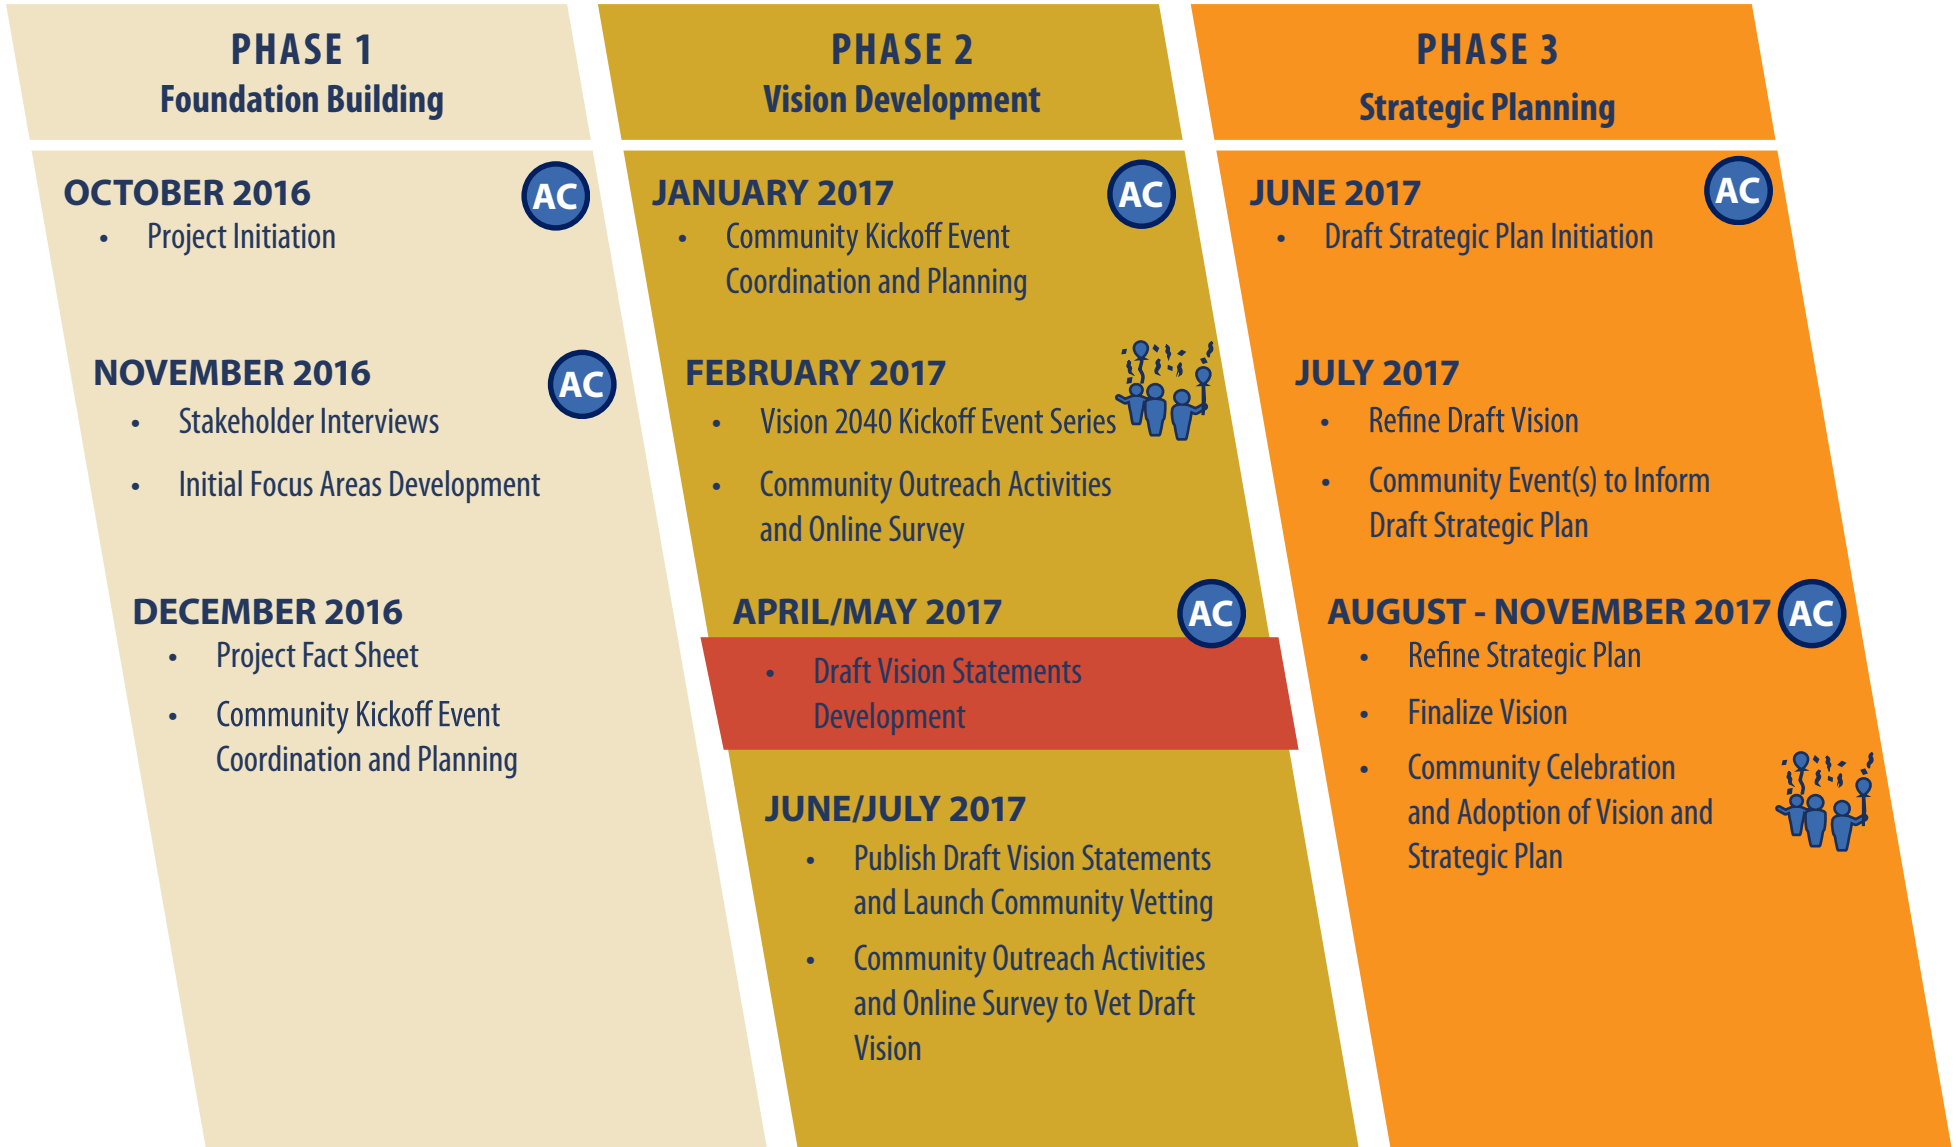 PHASE 1
Foundation Building
OCTOBER 2016
AC
• Project Initiation
NOVEMBER 2016
AC
• Stakeholder Interviews
• Initial Focus Areas Development
DECEMBER 2016
• Project Fact Sheet
• Community Kickoff Event
Coordination and Planning
PHASE 2
Vision Development
JANUARY 2017
AC
• Community Kickoff Event
Coordination and Planning
FEBRUARY 2017
• Vision 2040 Kickoff Event Series
• Community Outreach Activities
and Online Survey
APRIL/MAY 2017
AC
• Draft Vision Statements
Development
JUNE/JULY 2017
• Publish Draft Vision Statements
and Launch Community Vetting
• Community Outreach Activities
and Online Survey to Vet Draft
Vision
PHASE 3
Strategic Planning
JUNE 2017
AC
• Draft Strategic Plan Initiation
JULY 2017
• Refine Draft Vision
• Community Event(s) to Inform
Draft Strategic Plan
AUGUST - NOVEMBER 2017
AC
• Refine Strategic Plan
• Finalize Vision
• Community Celebration
and Adoption of Vision and
Strategic Plan